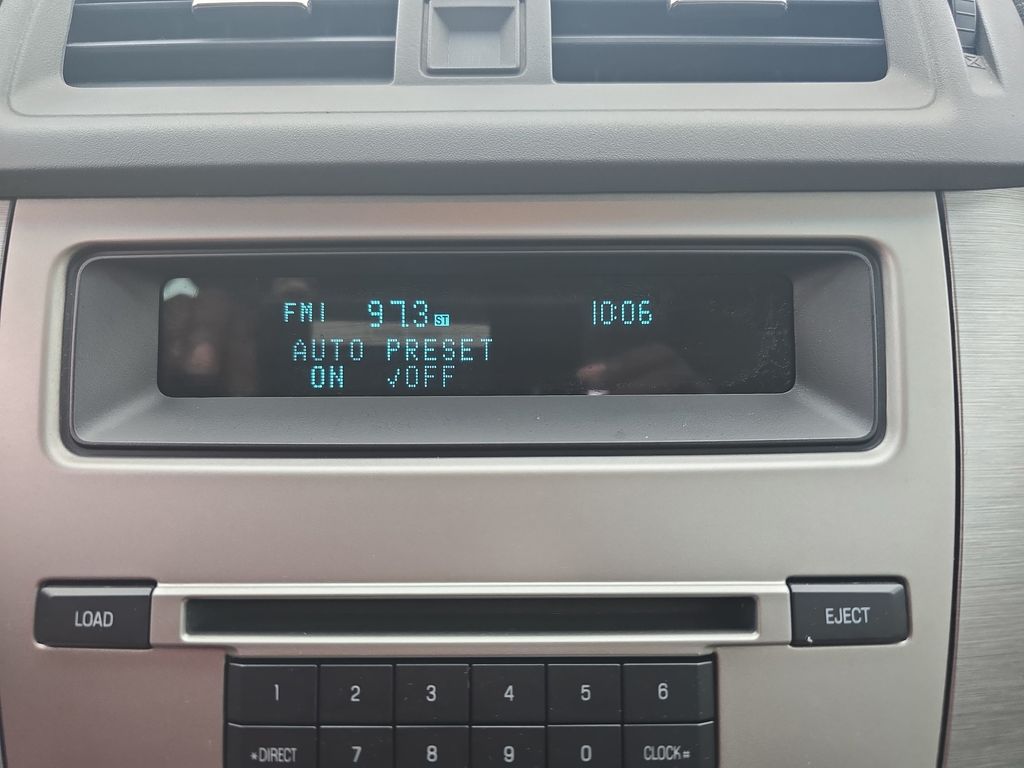 FM1 97.3 ST 10:06
AUTO PRESET
ON ✓OFF
LOAD EJECT
1 2 3 4 5 6
*DIRECT 7 8 9 0 CLOCK#